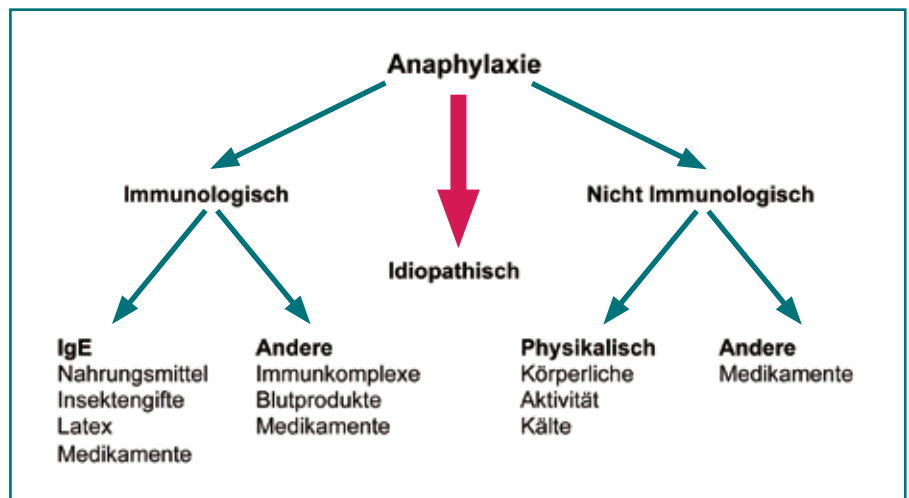 Anaphylaxie
Immunologisch
Nicht Immunologisch
Idiopathisch
IgE
Nahrungsmittel
Insektengifte
Latex
Medikamente
Andere
Immunkomplexe
Blutprodukte
Medikamente
Physikalisch
Körperliche
Aktivität
Kälte
Andere
Medikamente